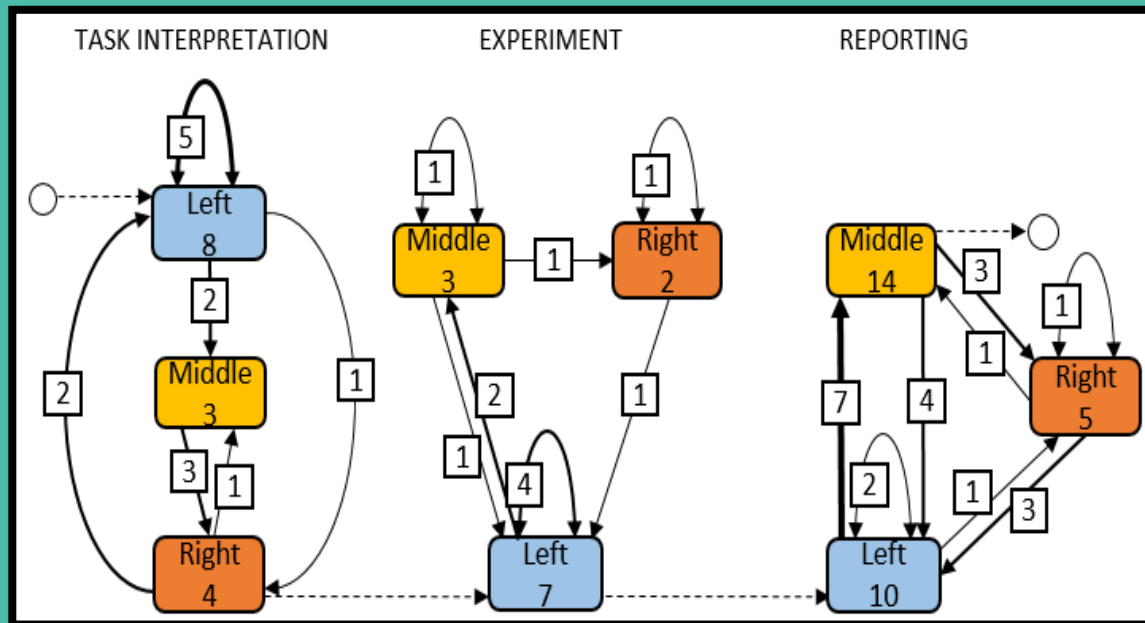 TASK INTERPRETATION
5
Left
8
2
1
2
Middle
3
3
1
Right
4
EXPERIMENT
1
1
Middle
3
1
Right
2
2
1
1
4
Left
7
REPORTING
Middle
14
3
1
1
Right
5
7
4
2
1
3
Left
10